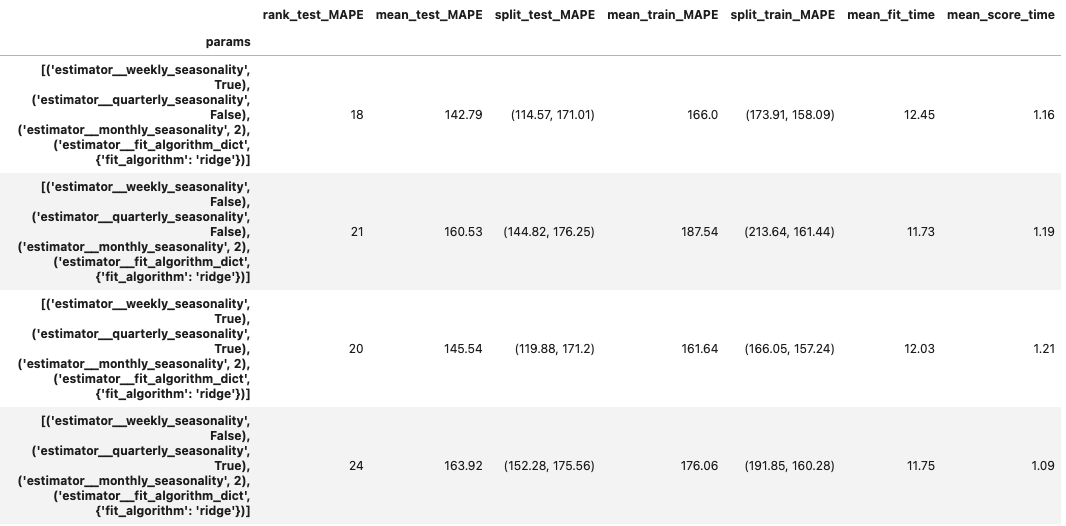 rank_test_MAPE mean_test_MAPE split_test_MAPE mean_train_MAPE split_train_MAPE mean_fit_time mean_score_time
params
[('estimator__weekly_seasonality',
True),
('estimator__quarterly_seasonality',
False), 18 142.79 (114.57, 171.01) 166.0 (173.91, 158.09) 12.45 1.16
('estimator__monthly_seasonality', 2),
('estimator__fit_algorithm_dict',
{'fit_algorithm': 'ridge'})]
[('estimator__weekly_seasonality',
False),
('estimator__quarterly_seasonality',
False), 21 160.53 (144.82, 176.25) 187.54 (213.64, 161.44) 11.73 1.19
('estimator__monthly_seasonality', 2),
('estimator__fit_algorithm_dict',
{'fit_algorithm': 'ridge'})]
[('estimator__weekly_seasonality',
True),
('estimator__quarterly_seasonality',
True), 20 145.54 (119.88, 171.2) 161.64 (166.05, 157.24) 12.03 1.21
('estimator__monthly_seasonality', 2),
('estimator__fit_algorithm_dict',
{'fit_algorithm': 'ridge'})]
[('estimator__weekly_seasonality',
False),
('estimator__quarterly_seasonality',
True), 24 163.92 (152.28, 175.56) 176.06 (191.85, 160.28) 11.75 1.09
('estimator__monthly_seasonality', 2),
('estimator__fit_algorithm_dict',
{'fit_algorithm': 'ridge'})]